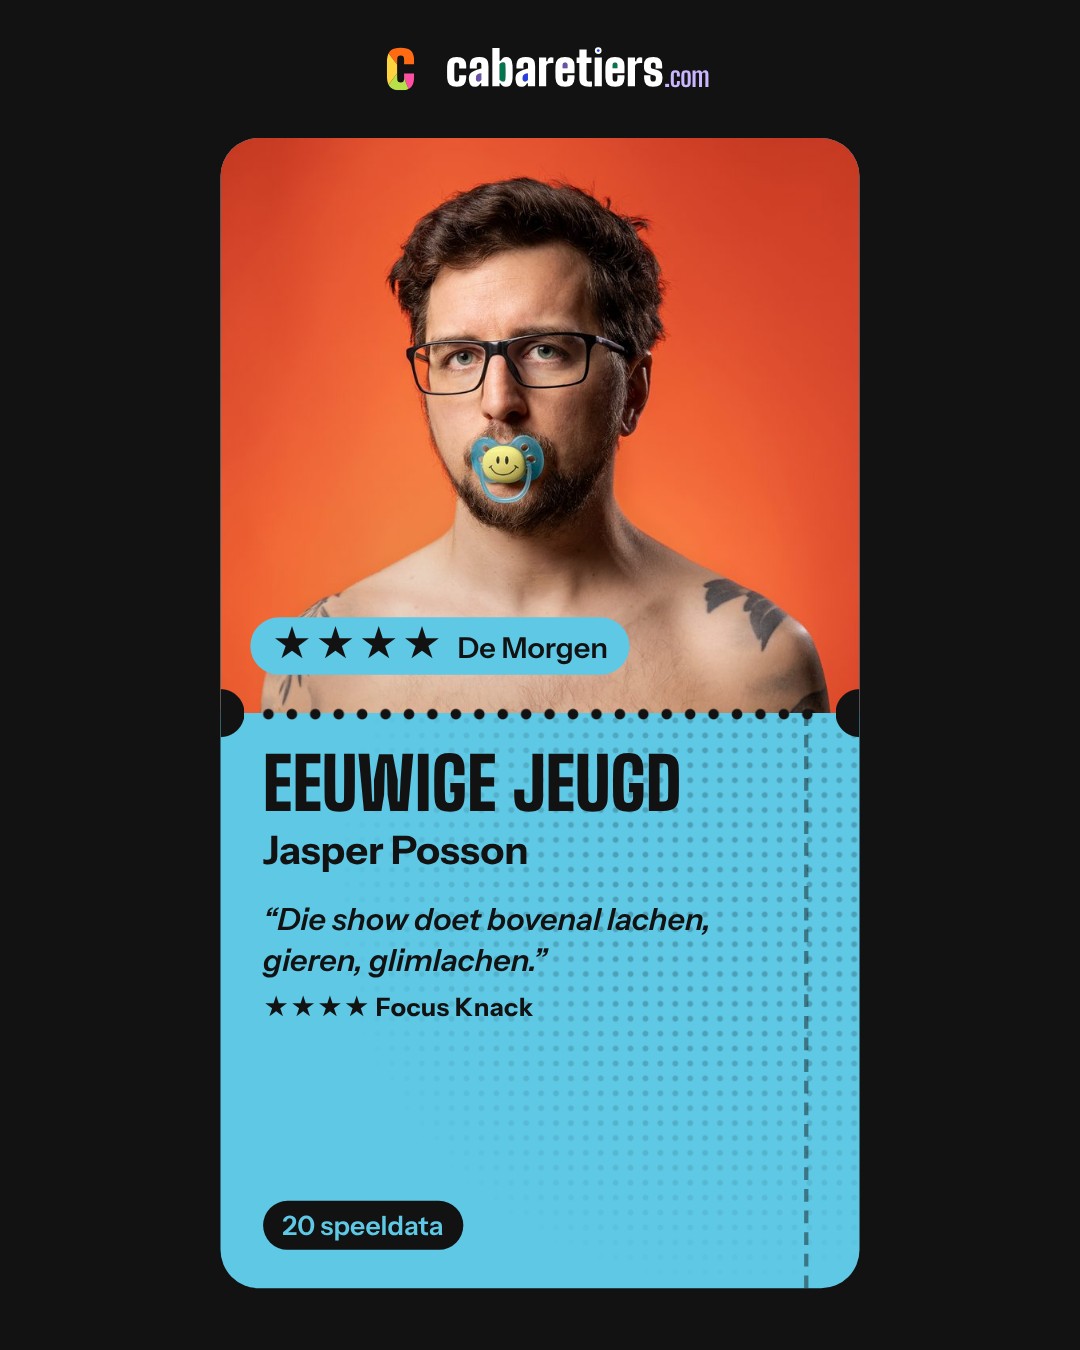 cabaretiers.com
★★★★ De Morgen
EEUWIGE JEUGD
Jasper Posson
“Die show doet bovenal lachen,
gieren, glimlachen.”
★★★★ Focus Knack
20 speeldata